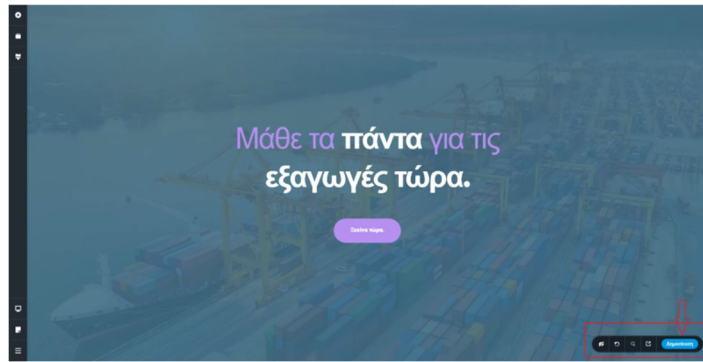 Μάθε τα πάντα για τις
εξαγωγές τώρα.
Ξεκίνα τώρα.
Δημοσίευση